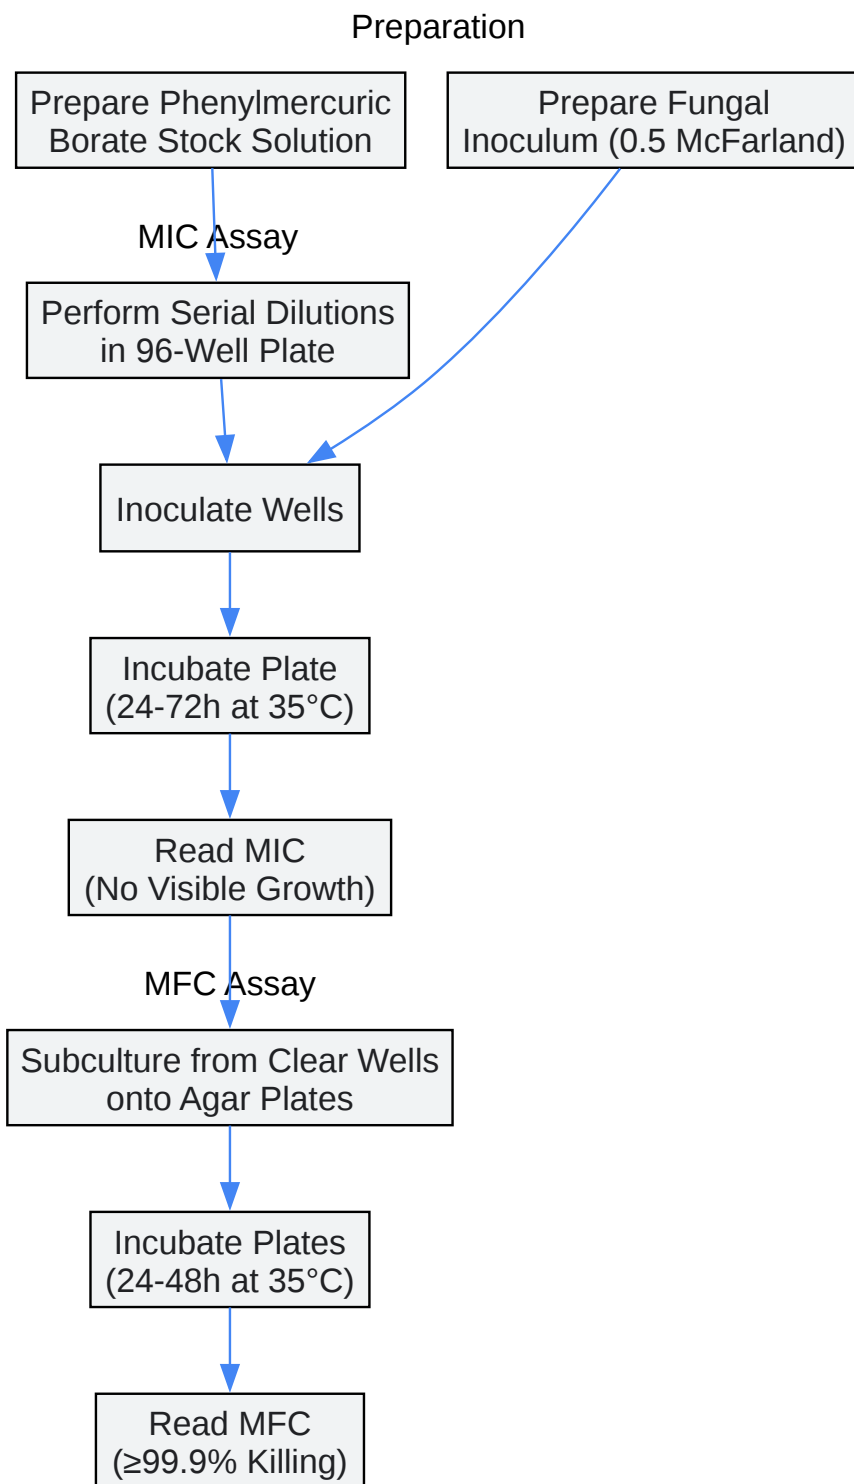 Preparation
Prepare Phenylmercuric
Borate Stock Solution
Prepare Fungal
Inoculum (0.5 McFarland)
MIC Assay
Perform Serial Dilutions
in 96-Well Plate
Inoculate Wells
Incubate Plate
(24-72h at 35°C)
Read MIC
(No Visible Growth)
MFC Assay
Subculture from Clear Wells
onto Agar Plates
Incubate Plates
(24-48h at 35°C)
Read MFC
(≥99.9% Killing)